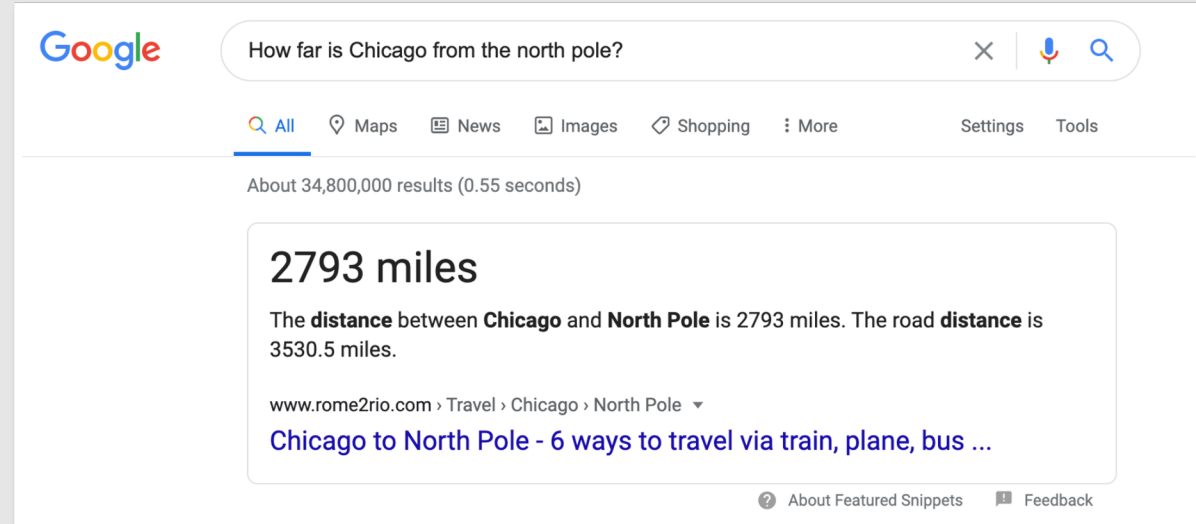 Google
How far is Chicago from the north pole?
All Maps News Images Shopping More Settings Tools
About 34,800,000 results (0.55 seconds)
2793 miles
The distance between Chicago and North Pole is 2793 miles. The road distance is
3530.5 miles.
www.rome2rio.com › Travel › Chicago › North Pole
Chicago to North Pole - 6 ways to travel via train, plane, bus ...
About Featured Snippets Feedback